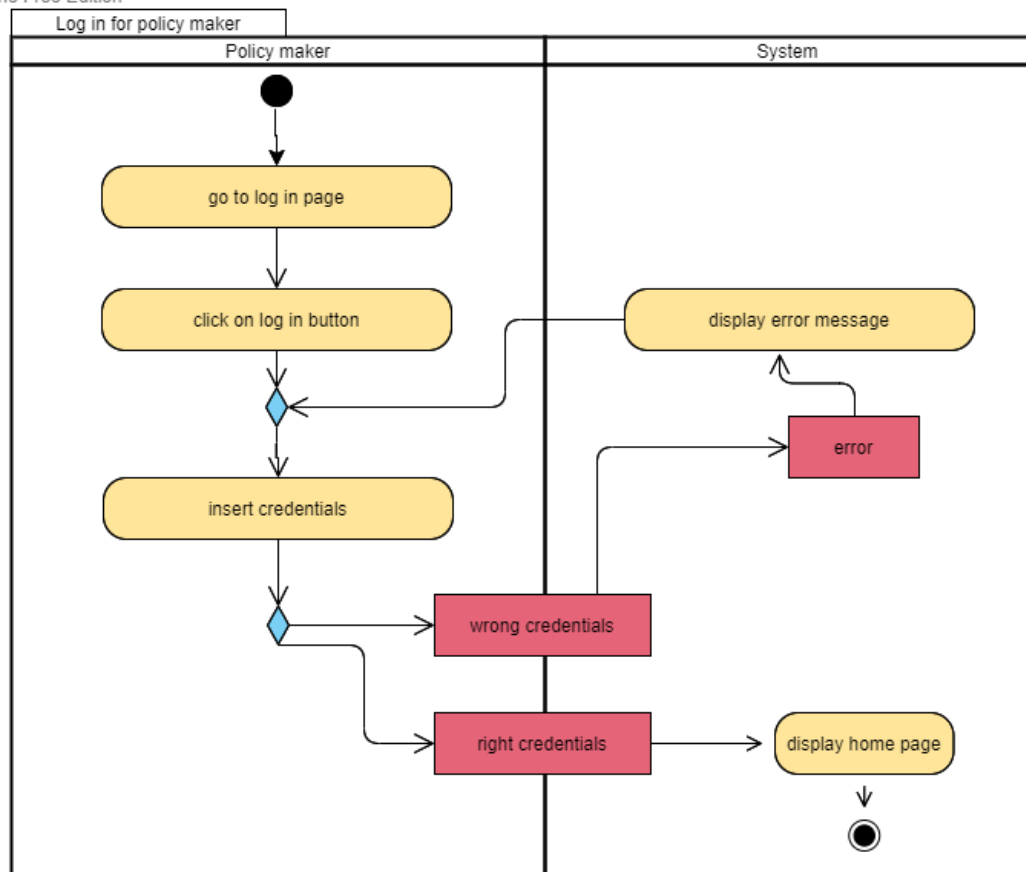 Log in for policy maker
Policy maker
System
go to log in page
click on log in button
display error message
error
insert credentials
wrong credentials
right credentials
display home page